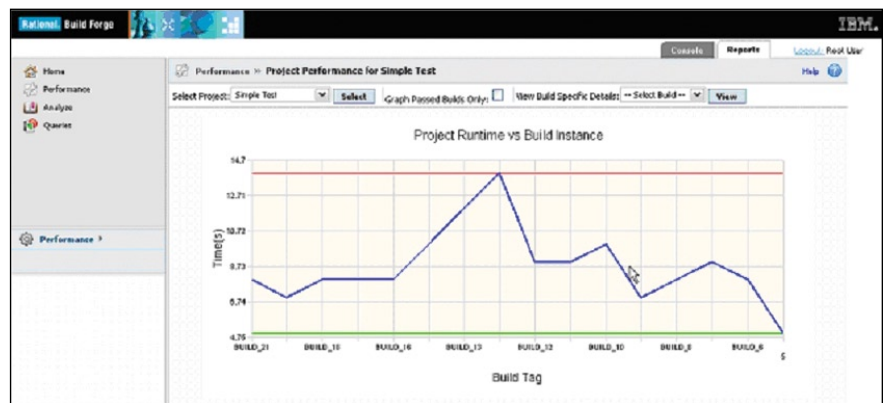 Rational. Build Forge
IBM.
Console Reports Logout: Root User
Home
Performance
Analyze
Queries
Performance
Performance » Project Performance for Simple Test
Help
Select Project: Simple Test Select Graph Passed Builds Only: View Build Specific Details: -- Select Build -- View
Project Runtime vs Build Instance
14.7
12.71
10.72
8.73
6.74
4.75
Time(s)
BUILD_21 BUILD_16 BUILD_13 BUILD_12 BUILD_10 BUILD_6
Build Tag